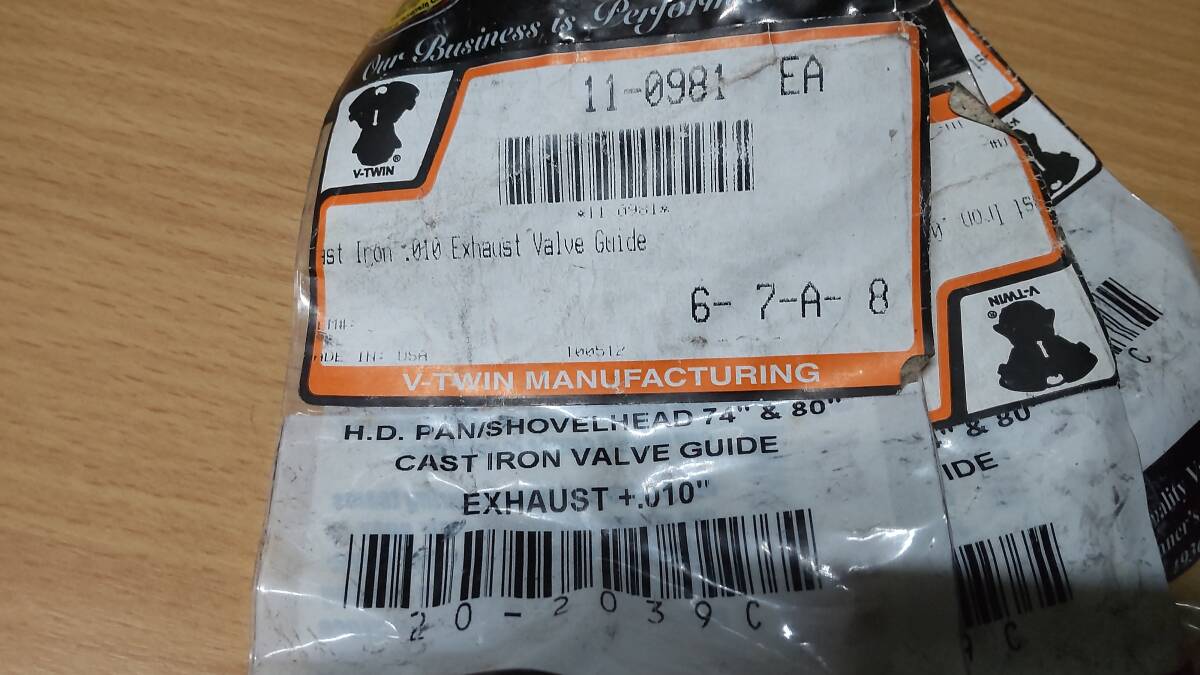 Our Business is
11-0981 EA
V-TWIN
®
*11 0981*
ast Iron .010 Exhaust Valve Guide
6- 7-A- 8
ADE IN: USA
100512
V-TWIN MANUFACTURING
H.D. PAN/SHOVELHEAD 74" & 80"
CAST IRON VALVE GUIDE
EXHAUST +.010"
20-2039C
V-TWIN
®
" & 80"
IDE
C
C